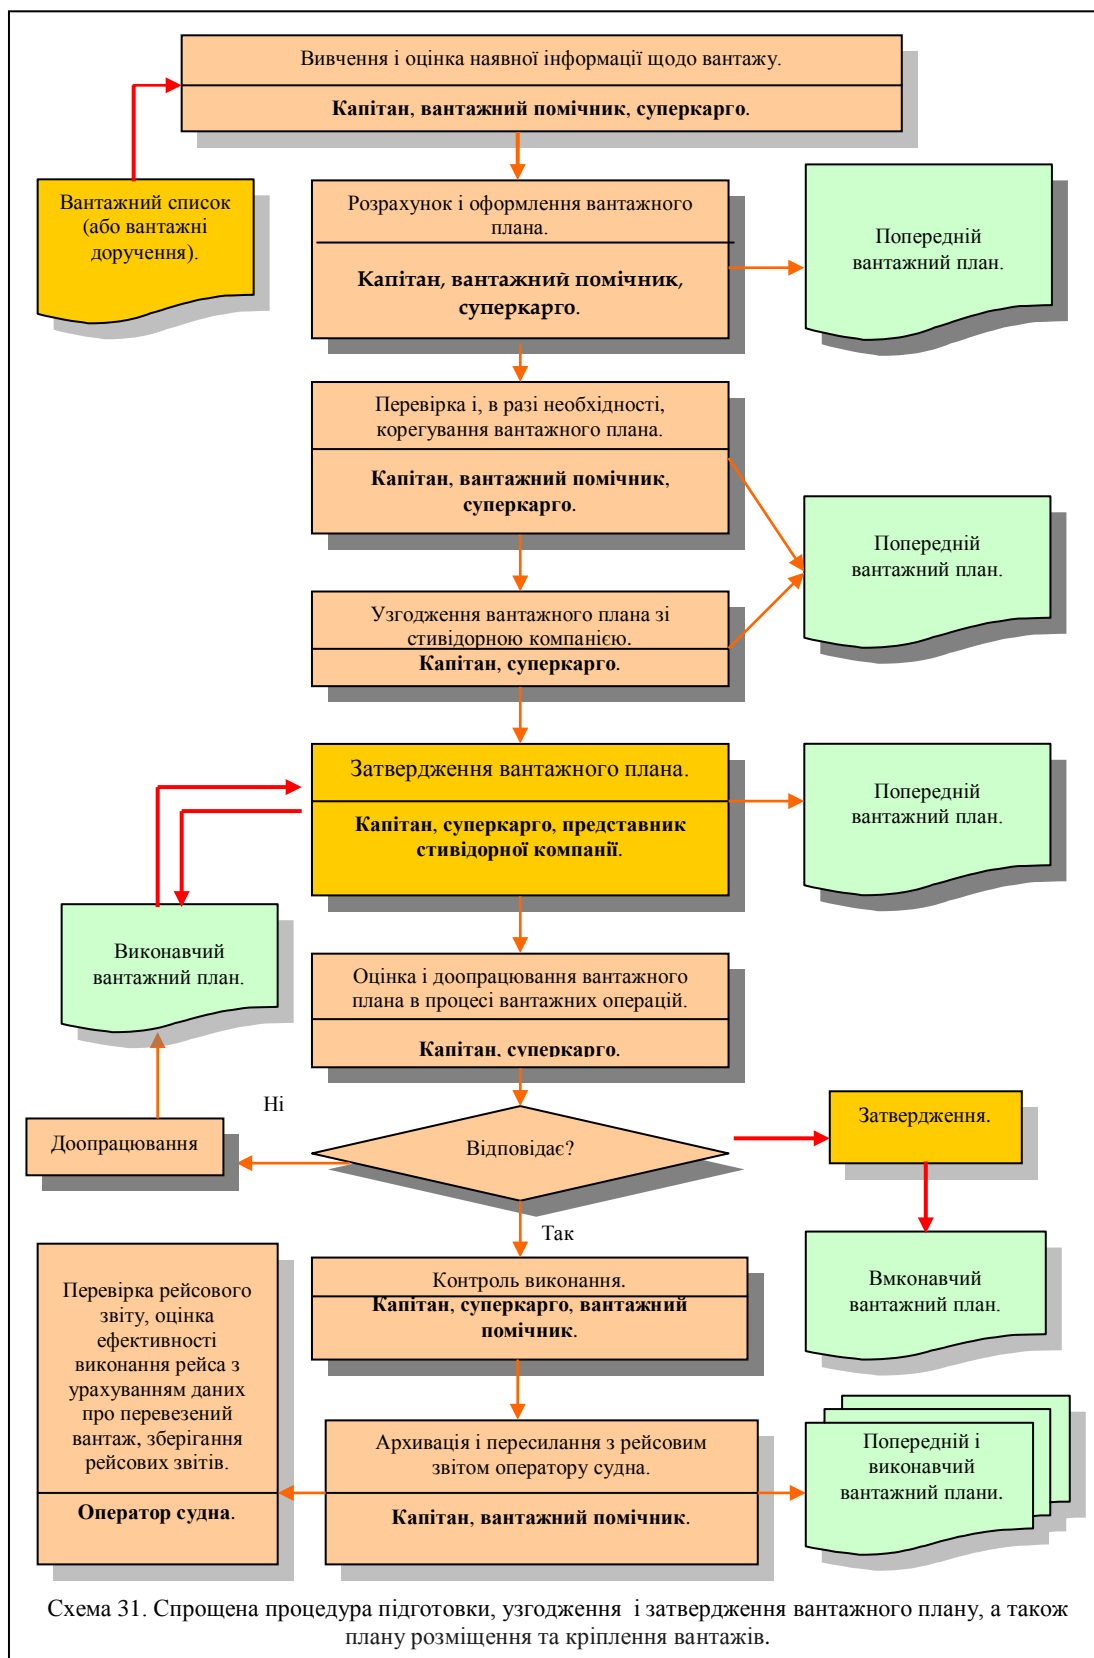 Вивчення і оцінка наявної інформації щодо вантажу.
Капітан, вантажний помічник, суперкарго.
Вантажний список
(або вантажні
доручення).
Розрахунок і оформлення вантажного
плана.
Капітан, вантажний помічник,
суперкарго.
Попередній
вантажний план.
Перевірка і, в разі необхідності,
корегування вантажного плана.
Капітан, вантажний помічник,
суперкарго.
Попередній
вантажний план.
Узгодження вантажного плана зі
стивідорною компанією.
Капітан, суперкарго.
Затвердження вантажного плана.
Капітан, суперкарго, представник
стивідорної компанії.
Попередній
вантажний план.
Виконавчий
вантажний план.
Оцінка і доопрацювання вантажного
плана в процесі вантажних операцій.
Капітан, суперкарго.
Ні
Доопрацювання
Відповідає?
Затвердження.
Так
Вмконавчий
вантажний план.
Контроль виконання.
Капітан, суперкарго, вантажний
помічник.
Перевірка рейсового
звіту, оцінка
ефективності
виконання рейса з
урахуванням даних
про перевезений
вантаж, зберігання
рейсових звітів.
Оператор судна.
Архивація і пересилання з рейсовим
звітом оператору судна.
Капітан, вантажний помічник.
Попередній і
виконавчий
вантажний плани.
Схема 31. Спрощена процедура підготовки, узгодження і затвердження вантажного плану, а також
плану розміщення та кріплення вантажів.